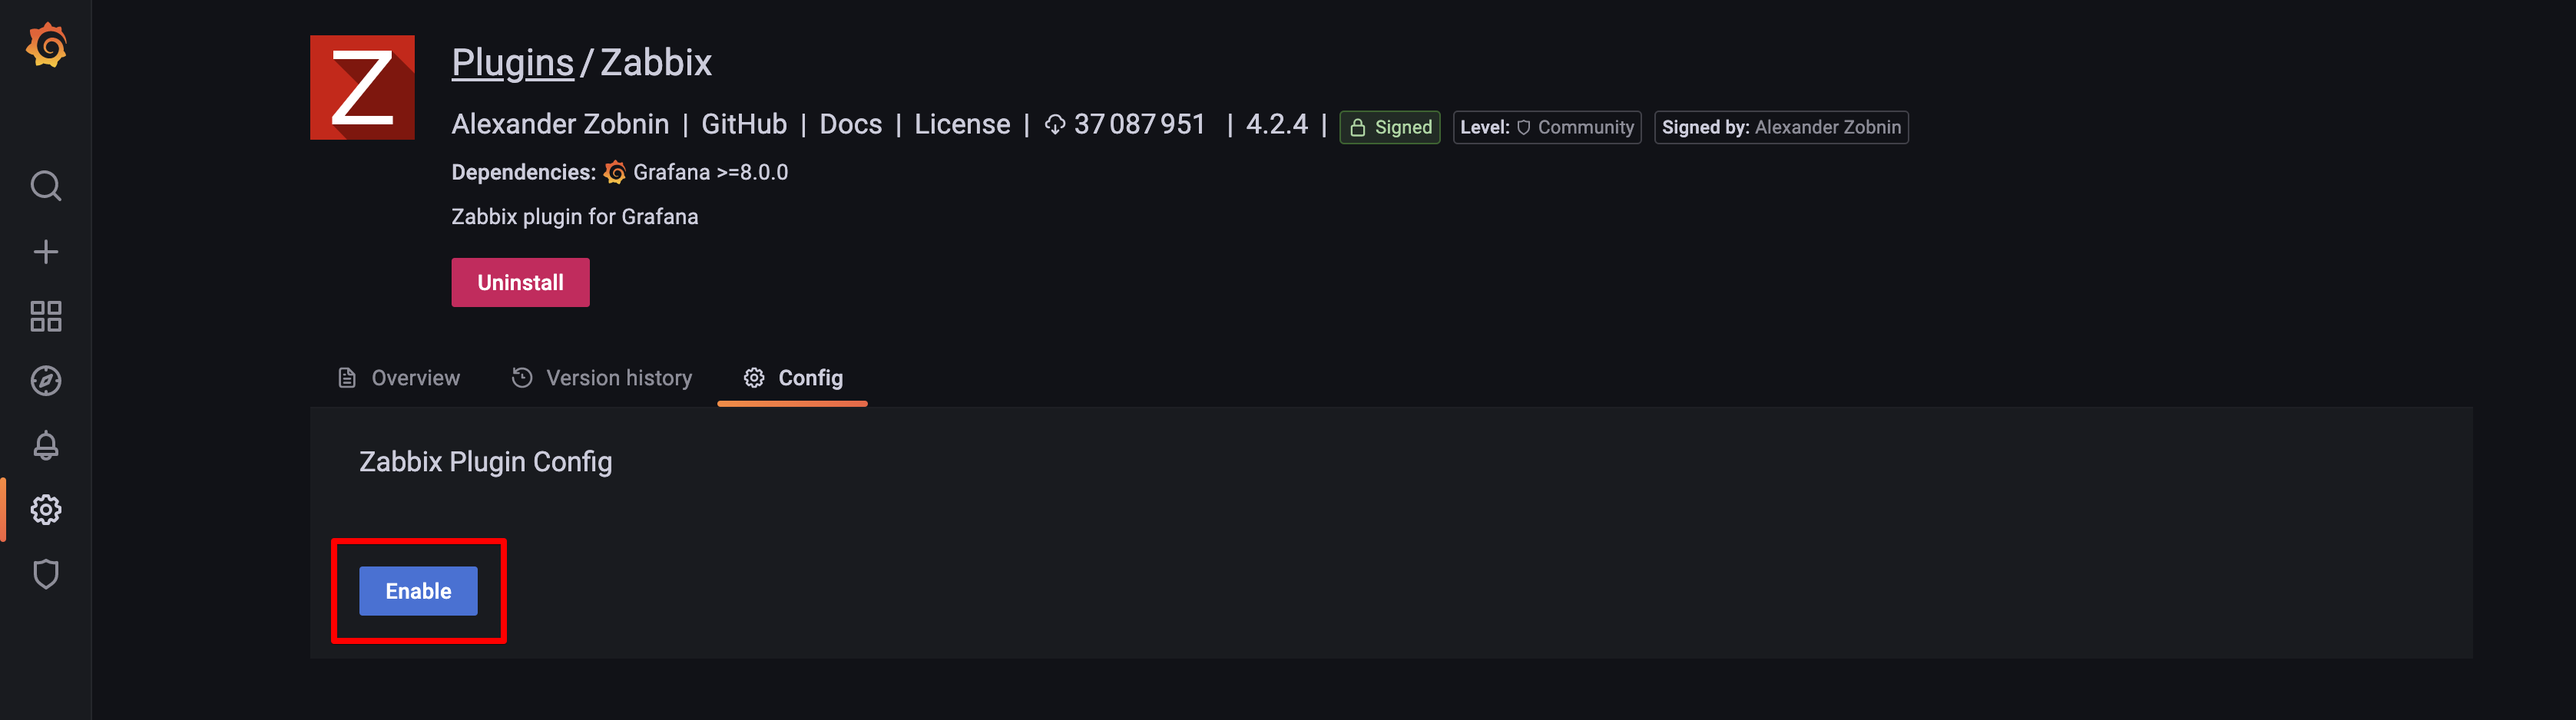 Z
Plugins / Zabbix
Alexander Zobnin | GitHub | Docs | License | 37 087 951 | 4.2.4 | Signed Level: Community Signed by: Alexander Zobnin
Dependencies: Grafana >=8.0.0
Zabbix plugin for Grafana
Uninstall
Overview Version history Config
Zabbix Plugin Config
Enable